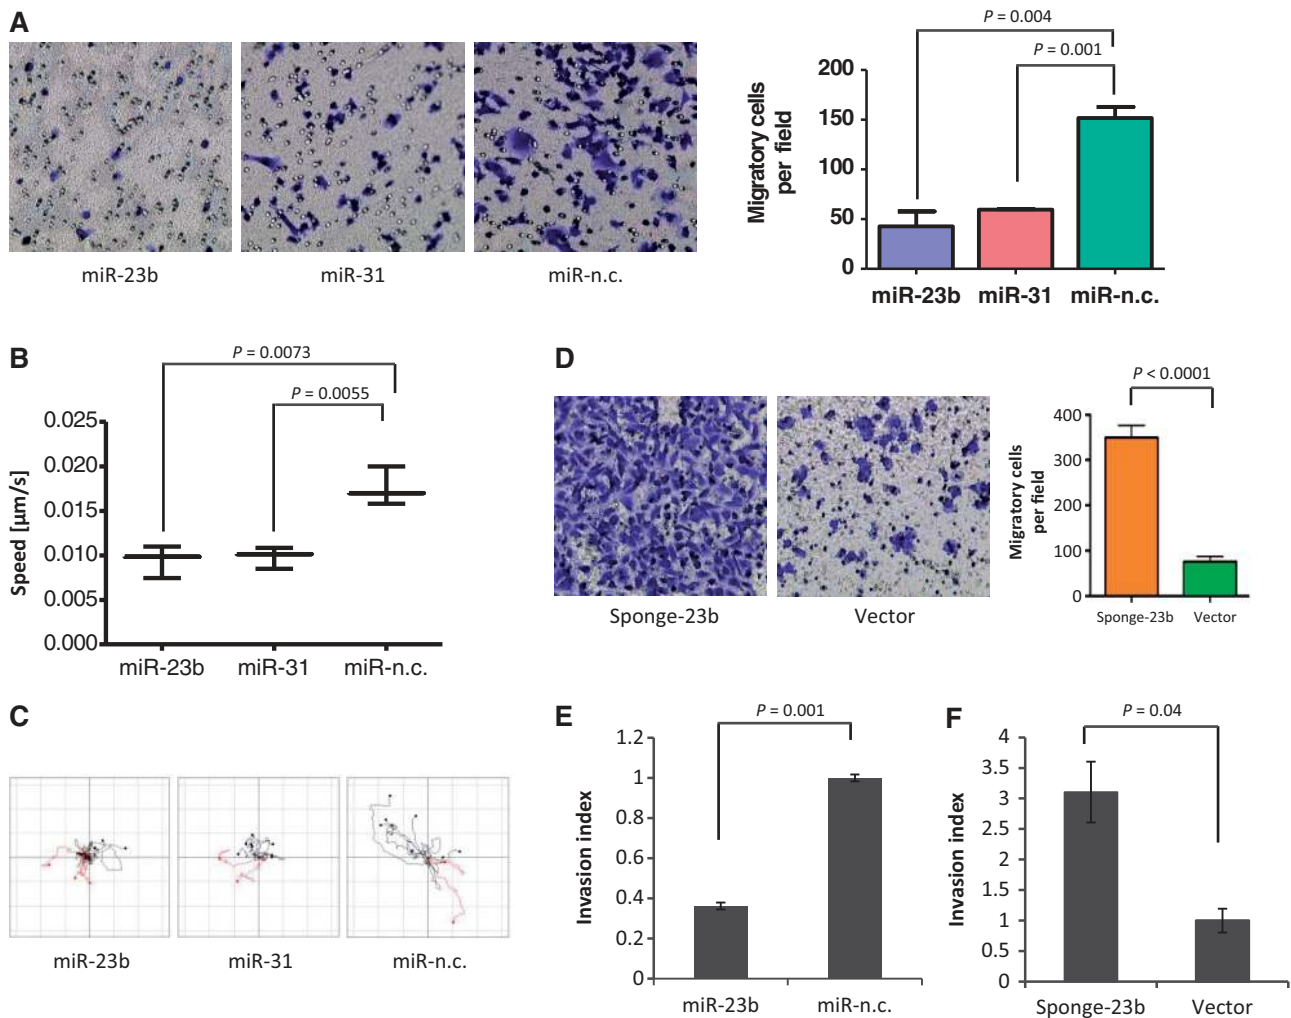 A
miR-23b
miR-31
miR-n.c.
P = 0.004
P = 0.001
Migratory cells
per field
200
150
100
50
0
miR-23b
miR-31
miR-n.c.
B
P = 0.0073
P = 0.0055
Speed [µm/s]
0.025
0.020
0.015
0.010
0.005
0.000
miR-23b
miR-31
miR-n.c.
D
Sponge-23b
Vector
P < 0.0001
Migratory cells
per field
400
300
200
100
0
Sponge-23b
Vector
C
miR-23b
miR-31
miR-n.c.
E
P = 0.001
Invasion index
1.2
1
0.8
0.6
0.4
0.2
0
miR-23b
miR-n.c.
F
P = 0.04
Invasion index
4
3.5
3
2.5
2
1.5
1
0.5
0
Sponge-23b
Vector